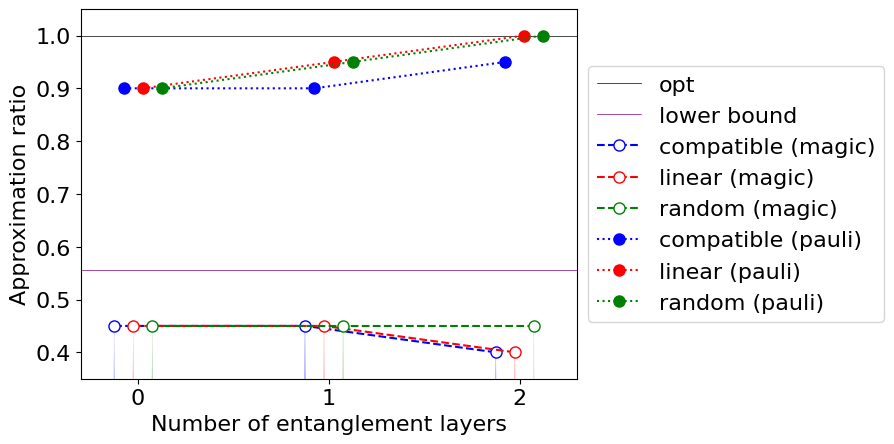 Approximation ratio
1.0
0.9
0.8
0.7
0.6
0.5
0.4
0 1 2
Number of entanglement layers
opt
lower bound
compatible (magic)
linear (magic)
random (magic)
compatible (pauli)
linear (pauli)
random (pauli)